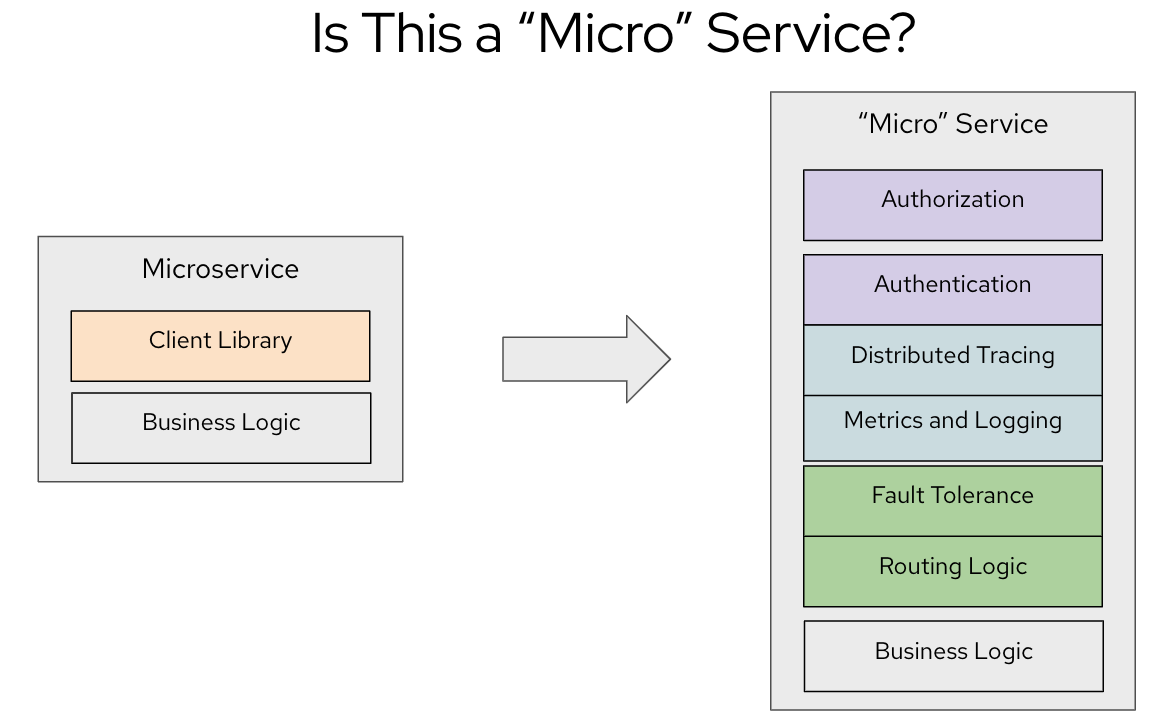 Is This a “Micro” Service?
Microservice
Client Library
Business Logic
“Micro” Service
Authorization
Authentication
Distributed Tracing
Metrics and Logging
Fault Tolerance
Routing Logic
Business Logic